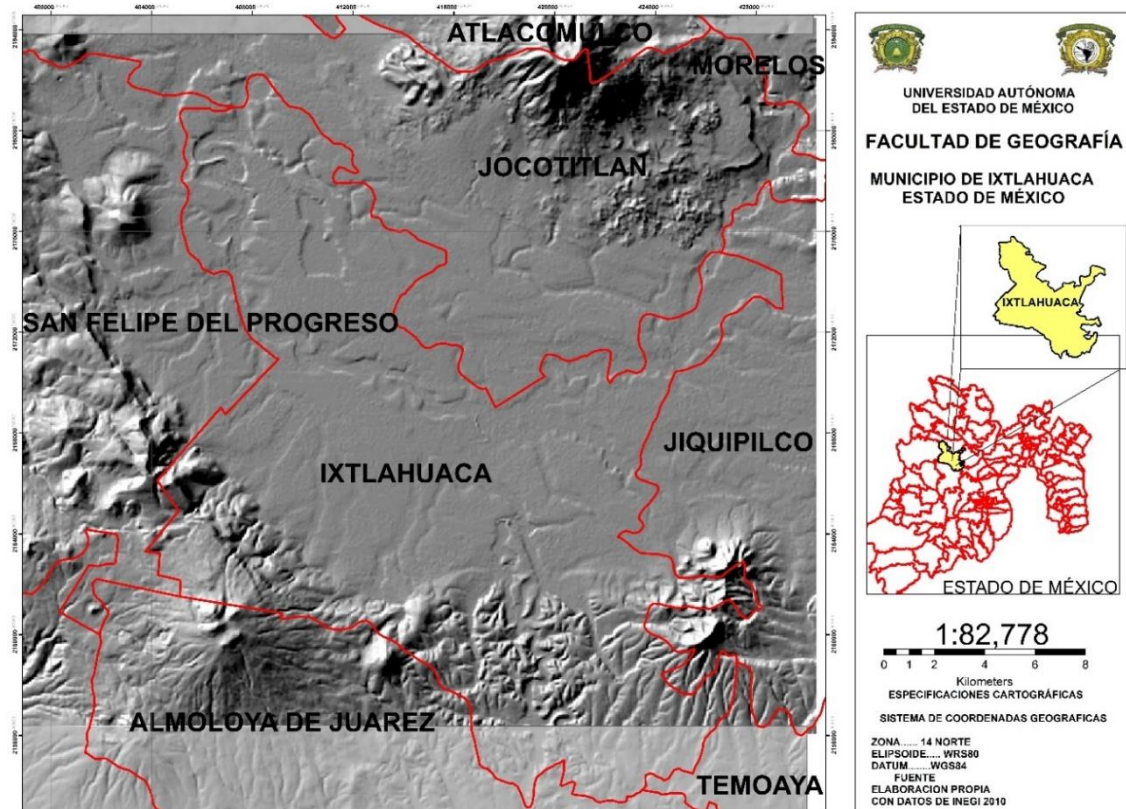 ATLACOMULCO
MORELOS
JOCOTITLAN
SAN FELIPE DEL PROGRESO
IXTLAHUACA
JIQUIPILCO
ALMOLOYA DE JUAREZ
TEMOAYA
UNIVERSIDAD AUTÓNOMA
DEL ESTADO DE MÉXICO
FACULTAD DE GEOGRAFÍA
MUNICIPIO DE IXTLAHUACA
ESTADO DE MÉXICO
IXTLAHUACA
ESTADO DE MÉXICO
1:82,778
0 1 2 4 6 8
Kilometers
ESPECIFICACIONES CARTOGRÁFICAS
SISTEMA DE COORDENADAS GEOGRAFICAS
ZONA...... 14 NORTE
ELIPSOIDE..... WRS80
DATUM.........WGS84
FUENTE
ELABORACION PROPIA
CON DATOS DE INEGI 2010